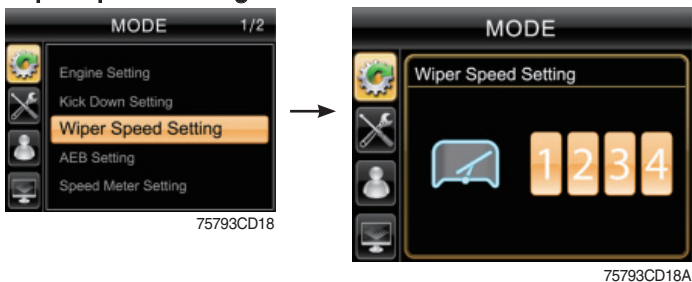 MODE 1/2
Engine Setting
Kick Down Setting
Wiper Speed Setting
AEB Setting
Speed Meter Setting
75793CD18
MODE
Wiper Speed Setting
1 2 3 4
75793CD18A